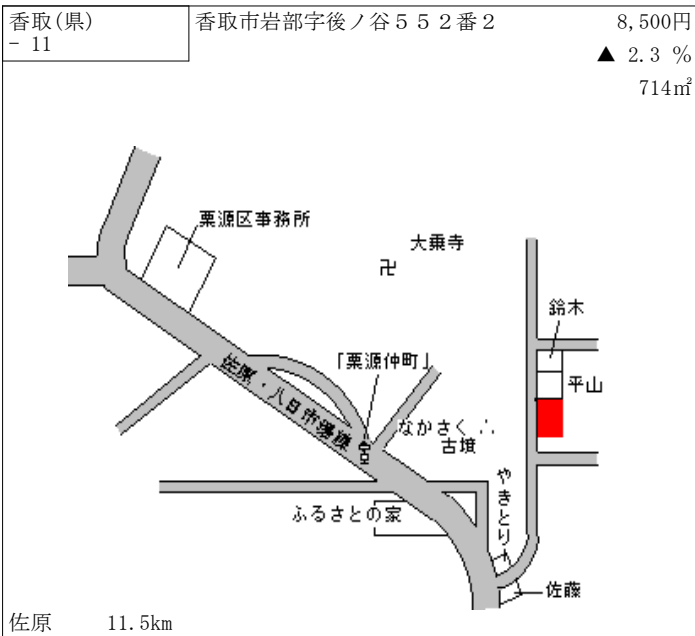 香取(県)
- 11
香取市岩部字後ノ谷５５２番２
8,500円
▲ 2.3 %
714㎡
栗源区事務所
大乗寺
卍
鈴木
「栗源仲町」
平山
佐原・八日市場線
なかさく ∴
古墳
やきとり
ふるさとの家
佐藤
佐原 11.5km